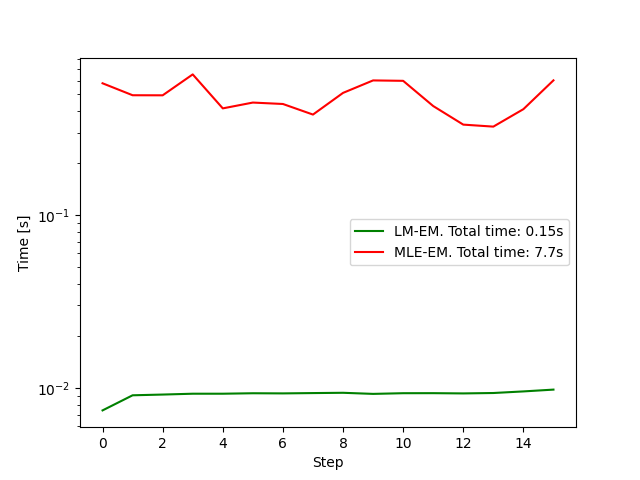 10⁻¹
10⁻²
Time [s]
LM-EM. Total time: 0.15s
MLE-EM. Total time: 7.7s
0 2 4 6 8 10 12 14
Step